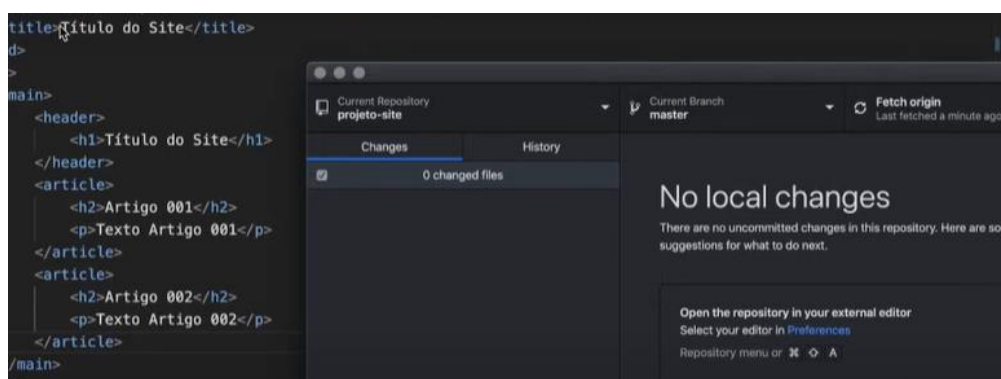 title>Título do Site</title>
d>
>
main>
<header>
<h1>Título do Site</h1>
</header>
<article>
<h2>Artigo 001</h2>
<p>Texto Artigo 001</p>
</article>
<article>
<h2>Artigo 002</h2>
<p>Texto Artigo 002</p>
</article>
/main>
Current Repository
projeto-site
Current Branch
master
Fetch origin
Last fetched a minute ago
Changes
History
0 changed files
No local changes
There are no uncommitted changes in this repository. Here are so
suggestions for what to do next.
Open the repository in your external editor
Select your editor in Preferences
Repository menu or ⌘ ⇧ A